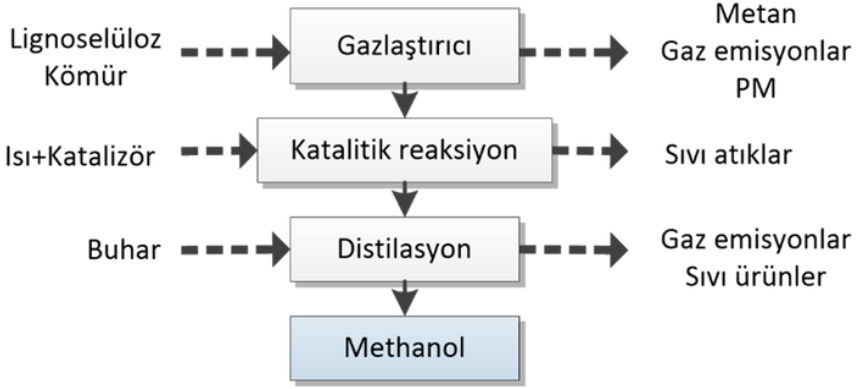 Lignoselüloz
Kömür
Gazlaştırıcı
Metan
Gaz emisyonlar
PM
Isı+Katalizör
Katalitik reaksiyon
Sıvı atıklar
Buhar
Distilasyon
Gaz emisyonlar
Sıvı ürünler
Methanol